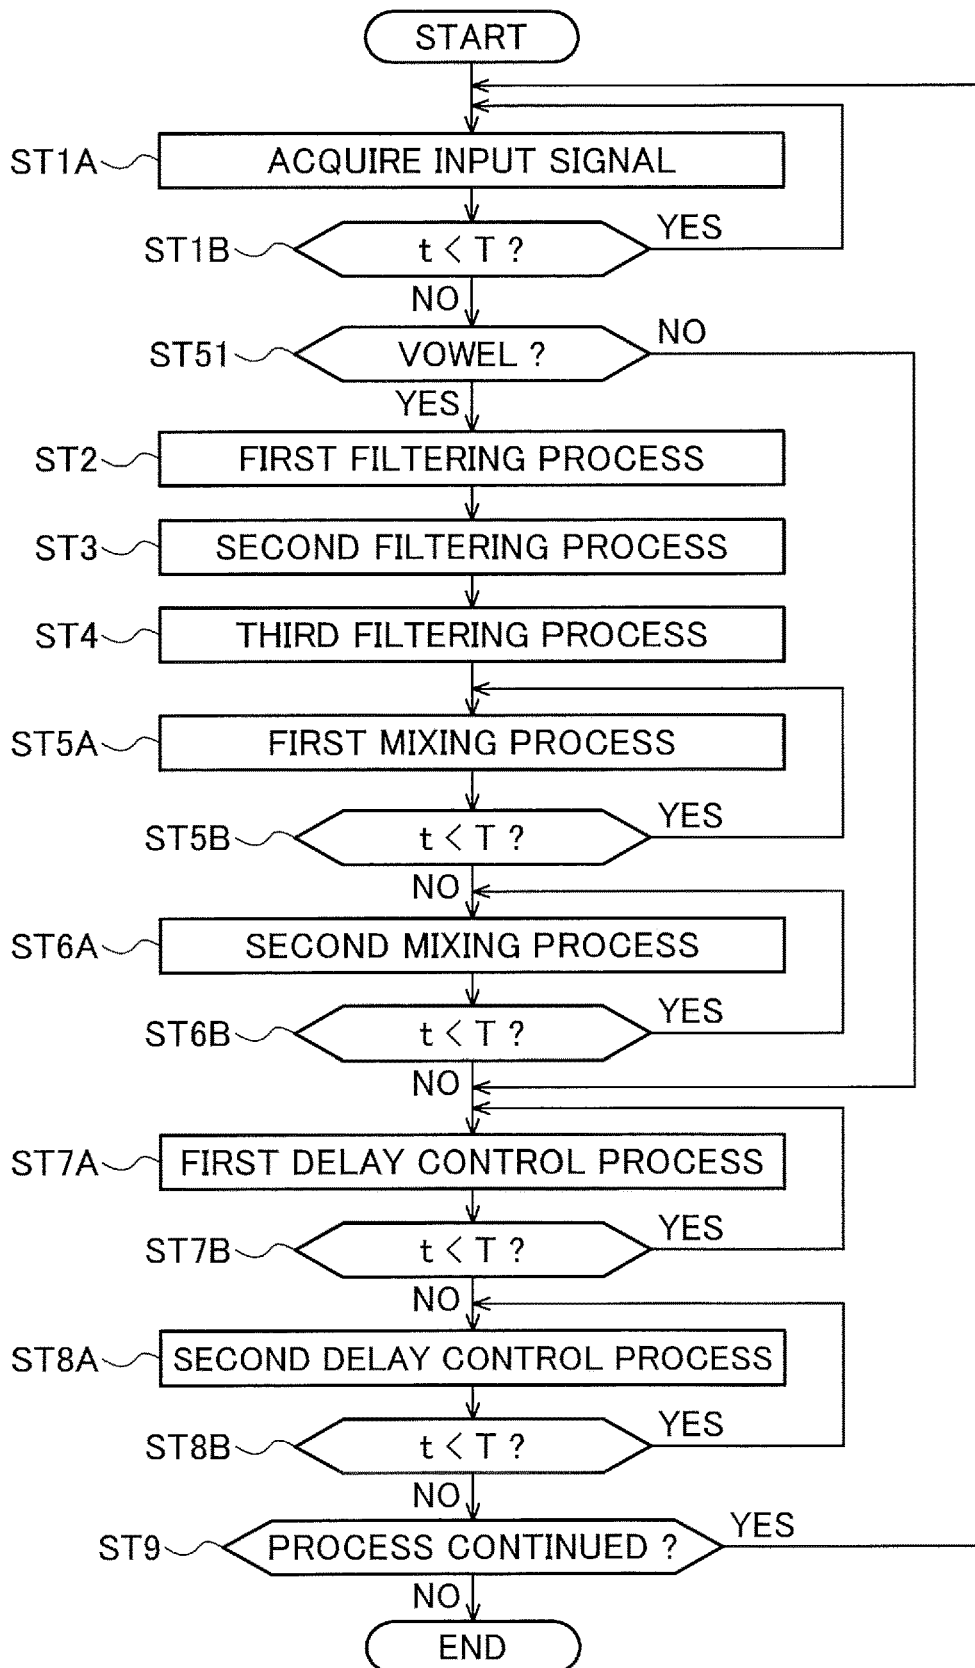 START
ST1A
ACQUIRE INPUT SIGNAL
ST1B
t < T ?
YES
NO
ST51
VOWEL ?
NO
YES
ST2
FIRST FILTERING PROCESS
ST3
SECOND FILTERING PROCESS
ST4
THIRD FILTERING PROCESS
ST5A
FIRST MIXING PROCESS
ST5B
t < T ?
YES
NO
ST6A
SECOND MIXING PROCESS
ST6B
t < T ?
YES
NO
ST7A
FIRST DELAY CONTROL PROCESS
ST7B
t < T ?
YES
NO
ST8A
SECOND DELAY CONTROL PROCESS
ST8B
t < T ?
YES
NO
ST9
PROCESS CONTINUED ?
YES
NO
END